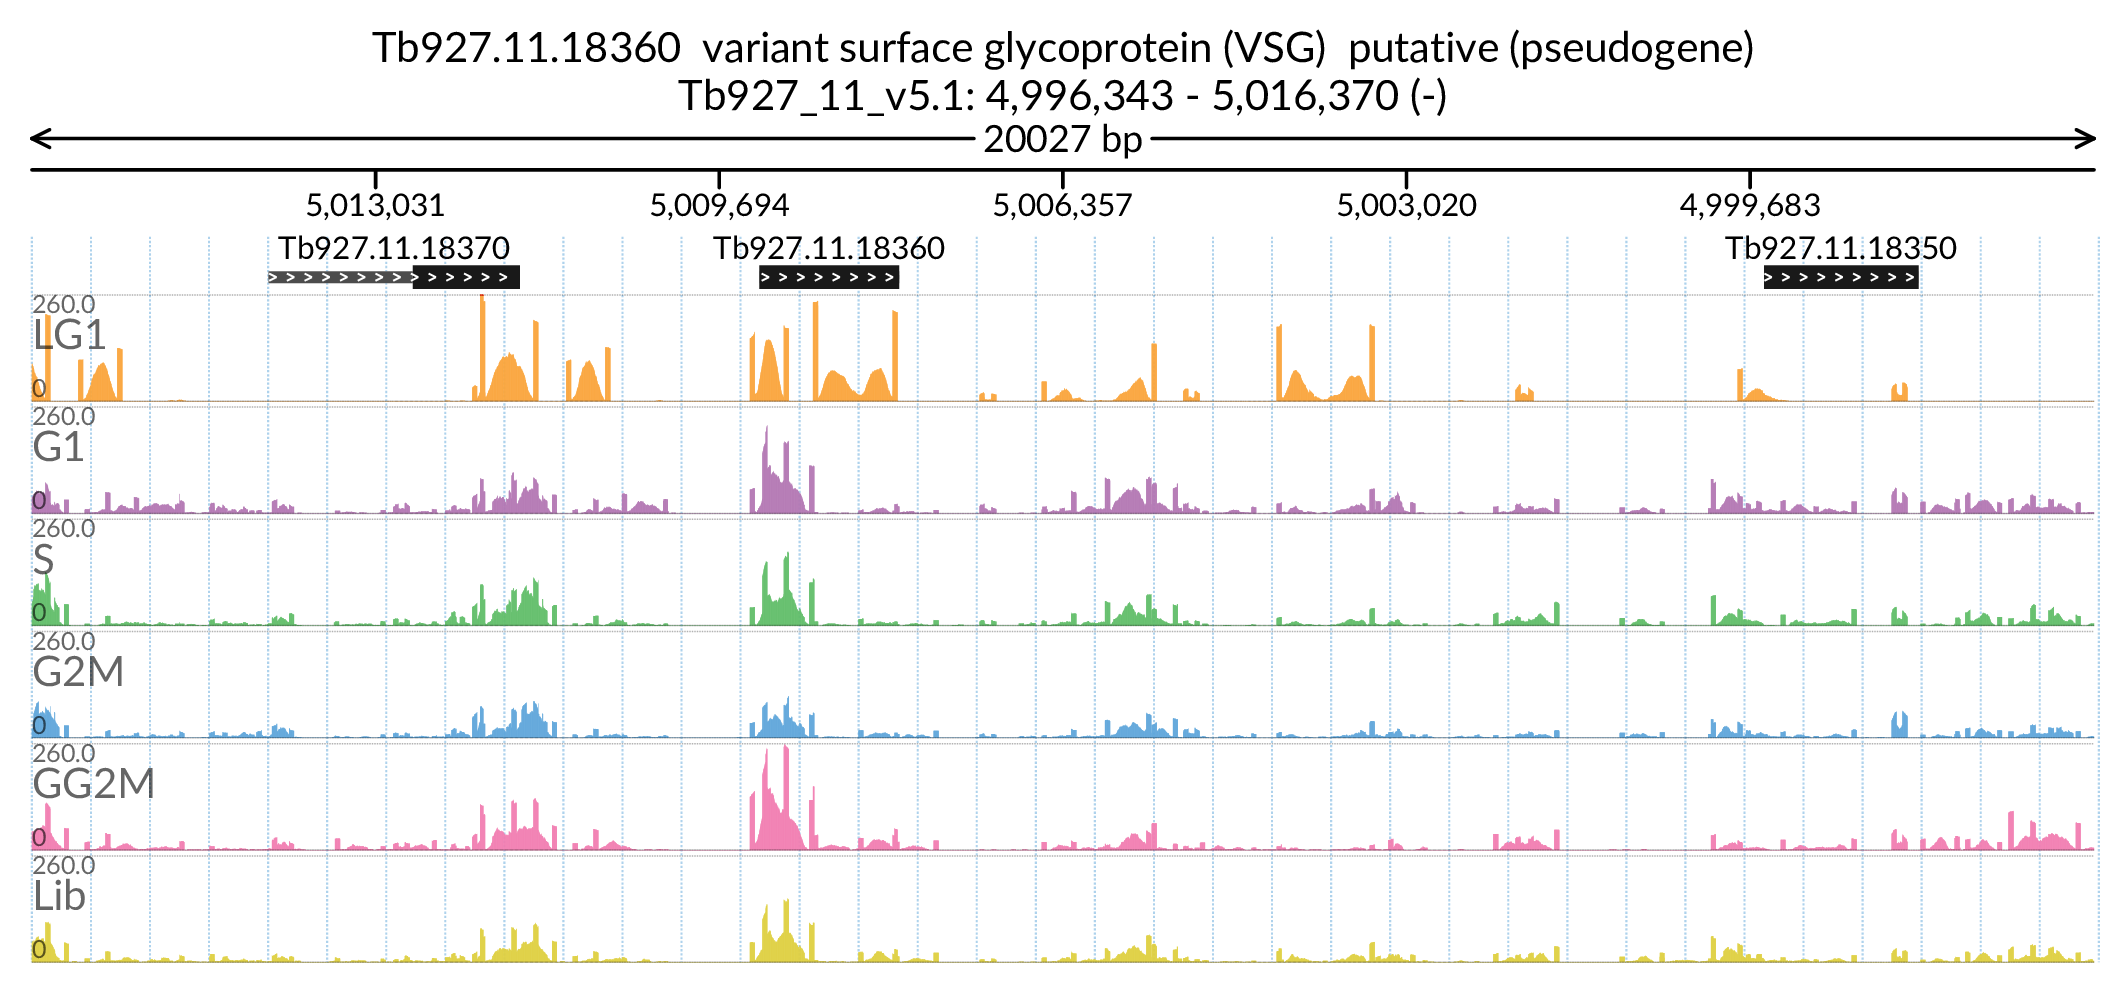 Tb927.11.18360 variant surface glycoprotein (VSG) putative (pseudogene)
Tb927_11_v5.1: 4,996,343 - 5,016,370 (-)
20027 bp
5,013,031 5,009,694 5,006,357 5,003,020 4,999,683
Tb927.11.18370 Tb927.11.18360 Tb927.11.18350
260.0
LG1
0
260.0
G1
0
260.0
S
0
260.0
G2M
0
260.0
GG2M
0
260.0
Lib
0